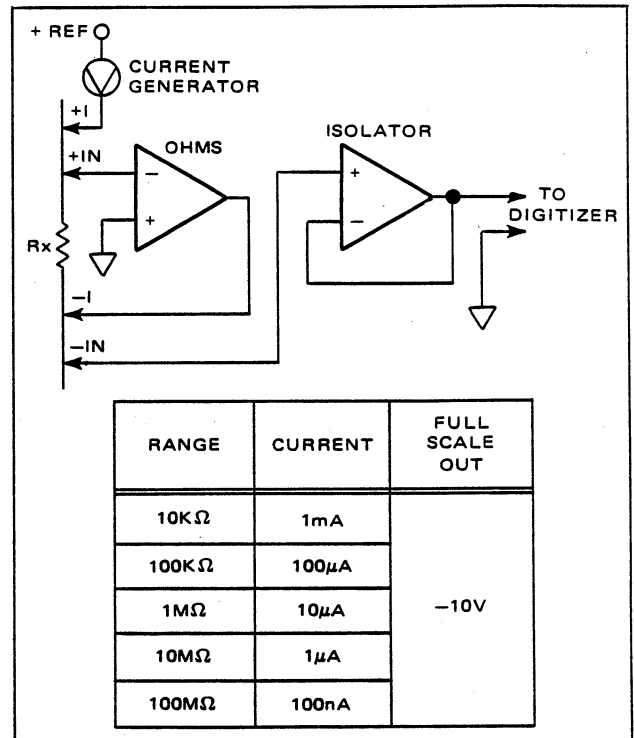 + REF
CURRENT
GENERATOR
+I
+IN
OHMS
ISOLATOR
−
+
+
−
TO
DIGITIZER
Rx
−I
−IN
RANGE CURRENT FULL SCALE OUT
10KΩ 1mA
100KΩ 100μA
1MΩ 10μA −10V
10MΩ 1μA
100MΩ 100nA